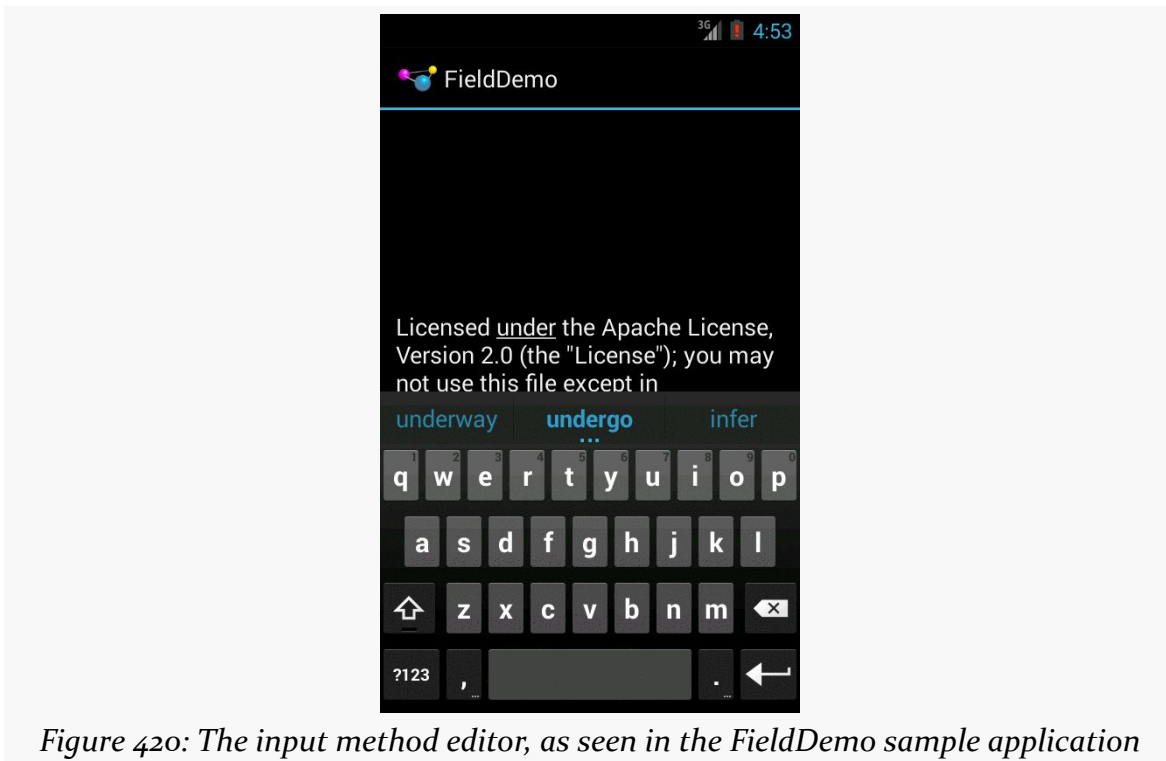 3G 4:53
FieldDemo
Licensed under the Apache License,
Version 2.0 (the "License"); you may
not use this file except in
underway undergo infer
1 2 3 4 5 6 7 8 9 0
q w e r t y u i o p
a s d f g h j k l
z x c v b n m
?123 , ... . ...
Figure 420: The input method editor, as seen in the FieldDemo sample application